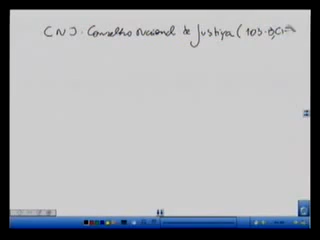 CNJ. Conselho Nacional de Justiça (103-B, CF)